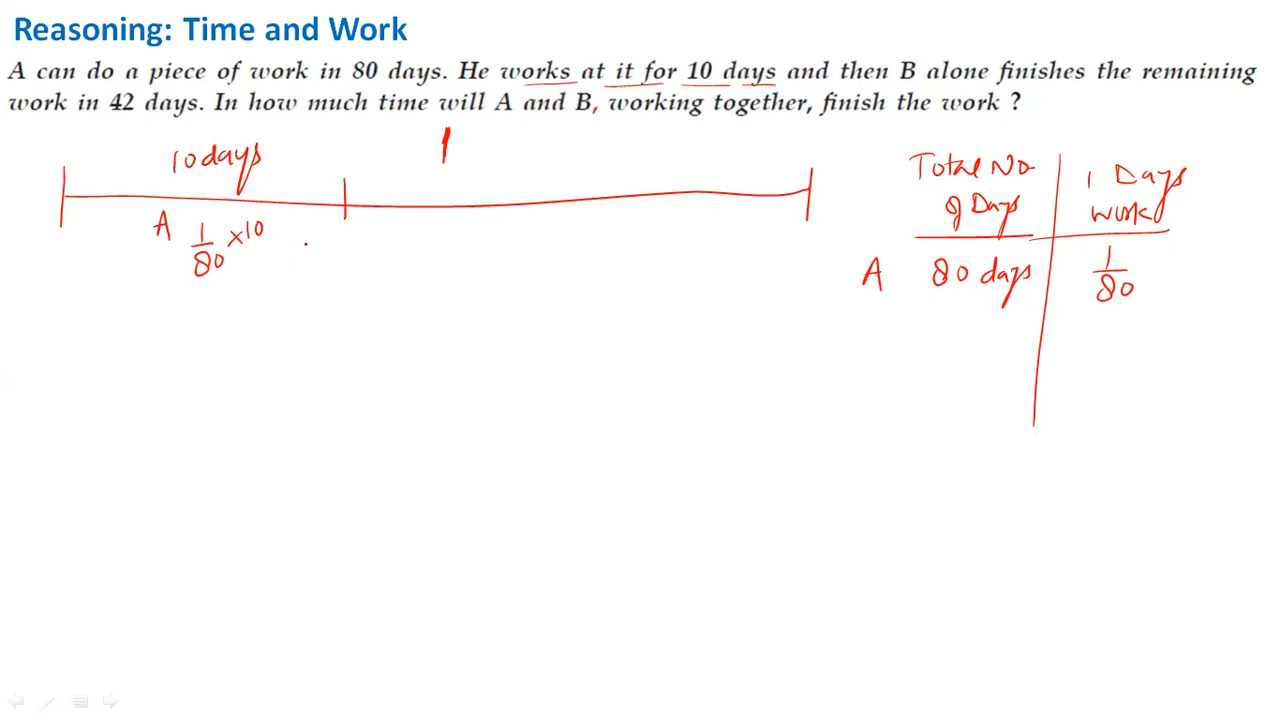 Reasoning: Time and Work
A can do a piece of work in 80 days. He works at it for 10 days and then B alone finishes the remaining
work in 42 days. In how much time will A and B, working together, finish the work ?
10 days
1
A 1/80 ×10
Total No
of Days
1 Days
work
A 80 days 1/80